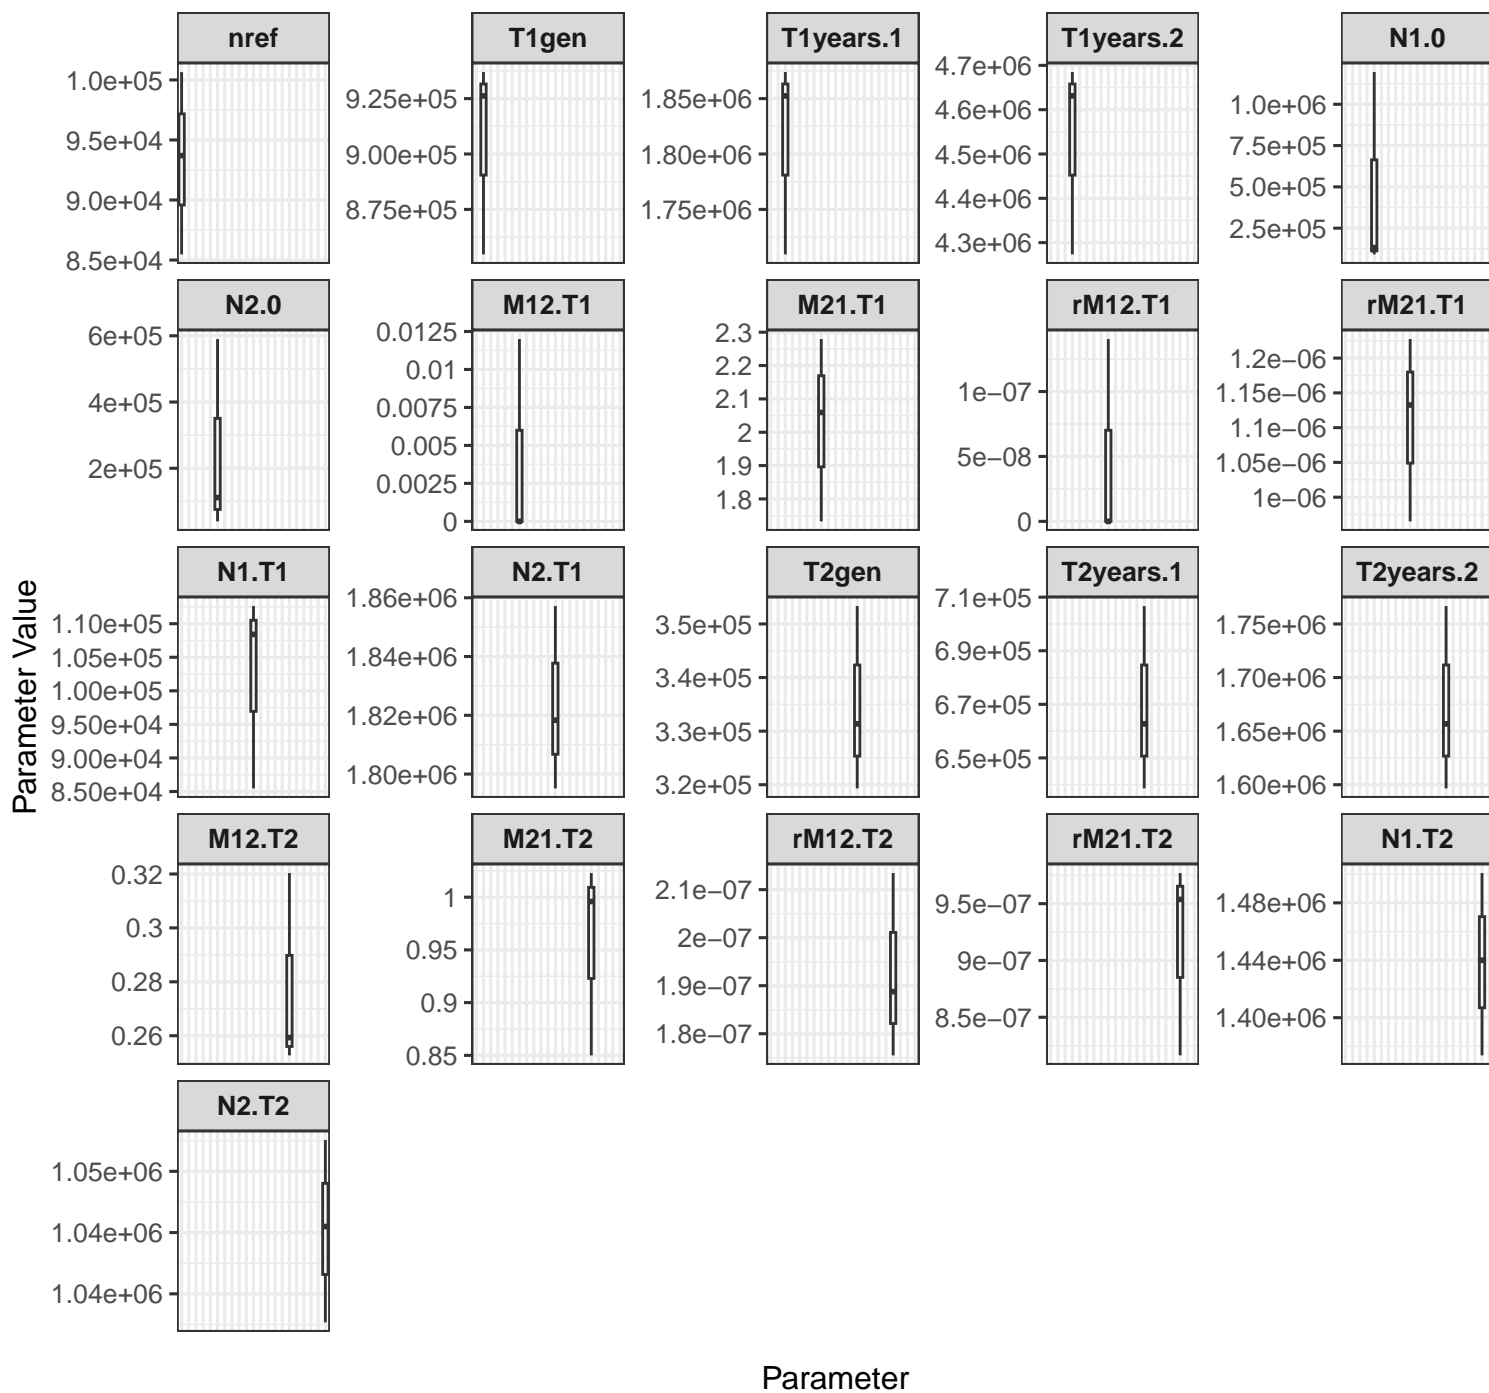 nref
T1gen
T1years.1
T1years.2
N1.0
1.0e+05
9.5e+04
9.0e+04
8.5e+04
9.25e+05
9.00e+05
8.75e+05
1.85e+06
1.80e+06
1.75e+06
4.7e+06
4.6e+06
4.5e+06
4.4e+06
4.3e+06
1.0e+06
7.5e+05
5.0e+05
2.5e+05
N2.0
M12.T1
M21.T1
rM12.T1
rM21.T1
6e+05
4e+05
2e+05
0.0125
0.01
0.0075
0.005
0.0025
0
2.3
2.2
2.1
2
1.9
1.8
1e−07
5e−08
0
1.2e−06
1.15e−06
1.1e−06
1.05e−06
1e−06
N1.T1
N2.T1
T2gen
T2years.1
T2years.2
1.10e+05
1.05e+05
1.00e+05
9.50e+04
9.00e+04
8.50e+04
1.86e+06
1.84e+06
1.82e+06
1.80e+06
3.5e+05
3.4e+05
3.3e+05
3.2e+05
7.1e+05
6.9e+05
6.7e+05
6.5e+05
1.75e+06
1.70e+06
1.65e+06
1.60e+06
M12.T2
M21.T2
rM12.T2
rM21.T2
N1.T2
0.32
0.3
0.28
0.26
1
0.95
0.9
0.85
2.1e−07
2e−07
1.9e−07
1.8e−07
9.5e−07
9e−07
8.5e−07
1.48e+06
1.44e+06
1.40e+06
N2.T2
1.05e+06
1.04e+06
1.04e+06
Parameter Value
Parameter